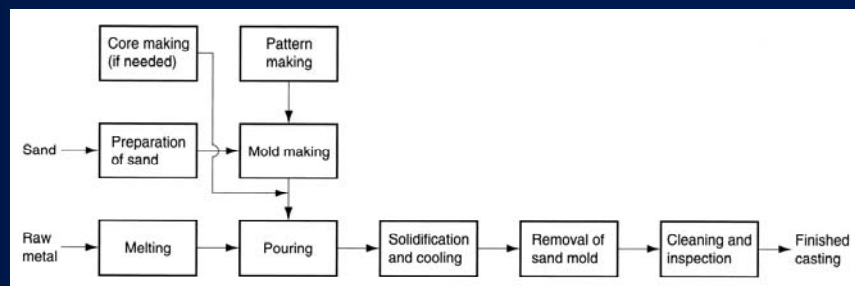 Core making
(if needed)
Pattern
making
Sand
Preparation
of sand
Mold making
Raw
metal
Melting
Pouring
Solidification
and cooling
Removal of
sand mold
Cleaning and
inspection
Finished
casting